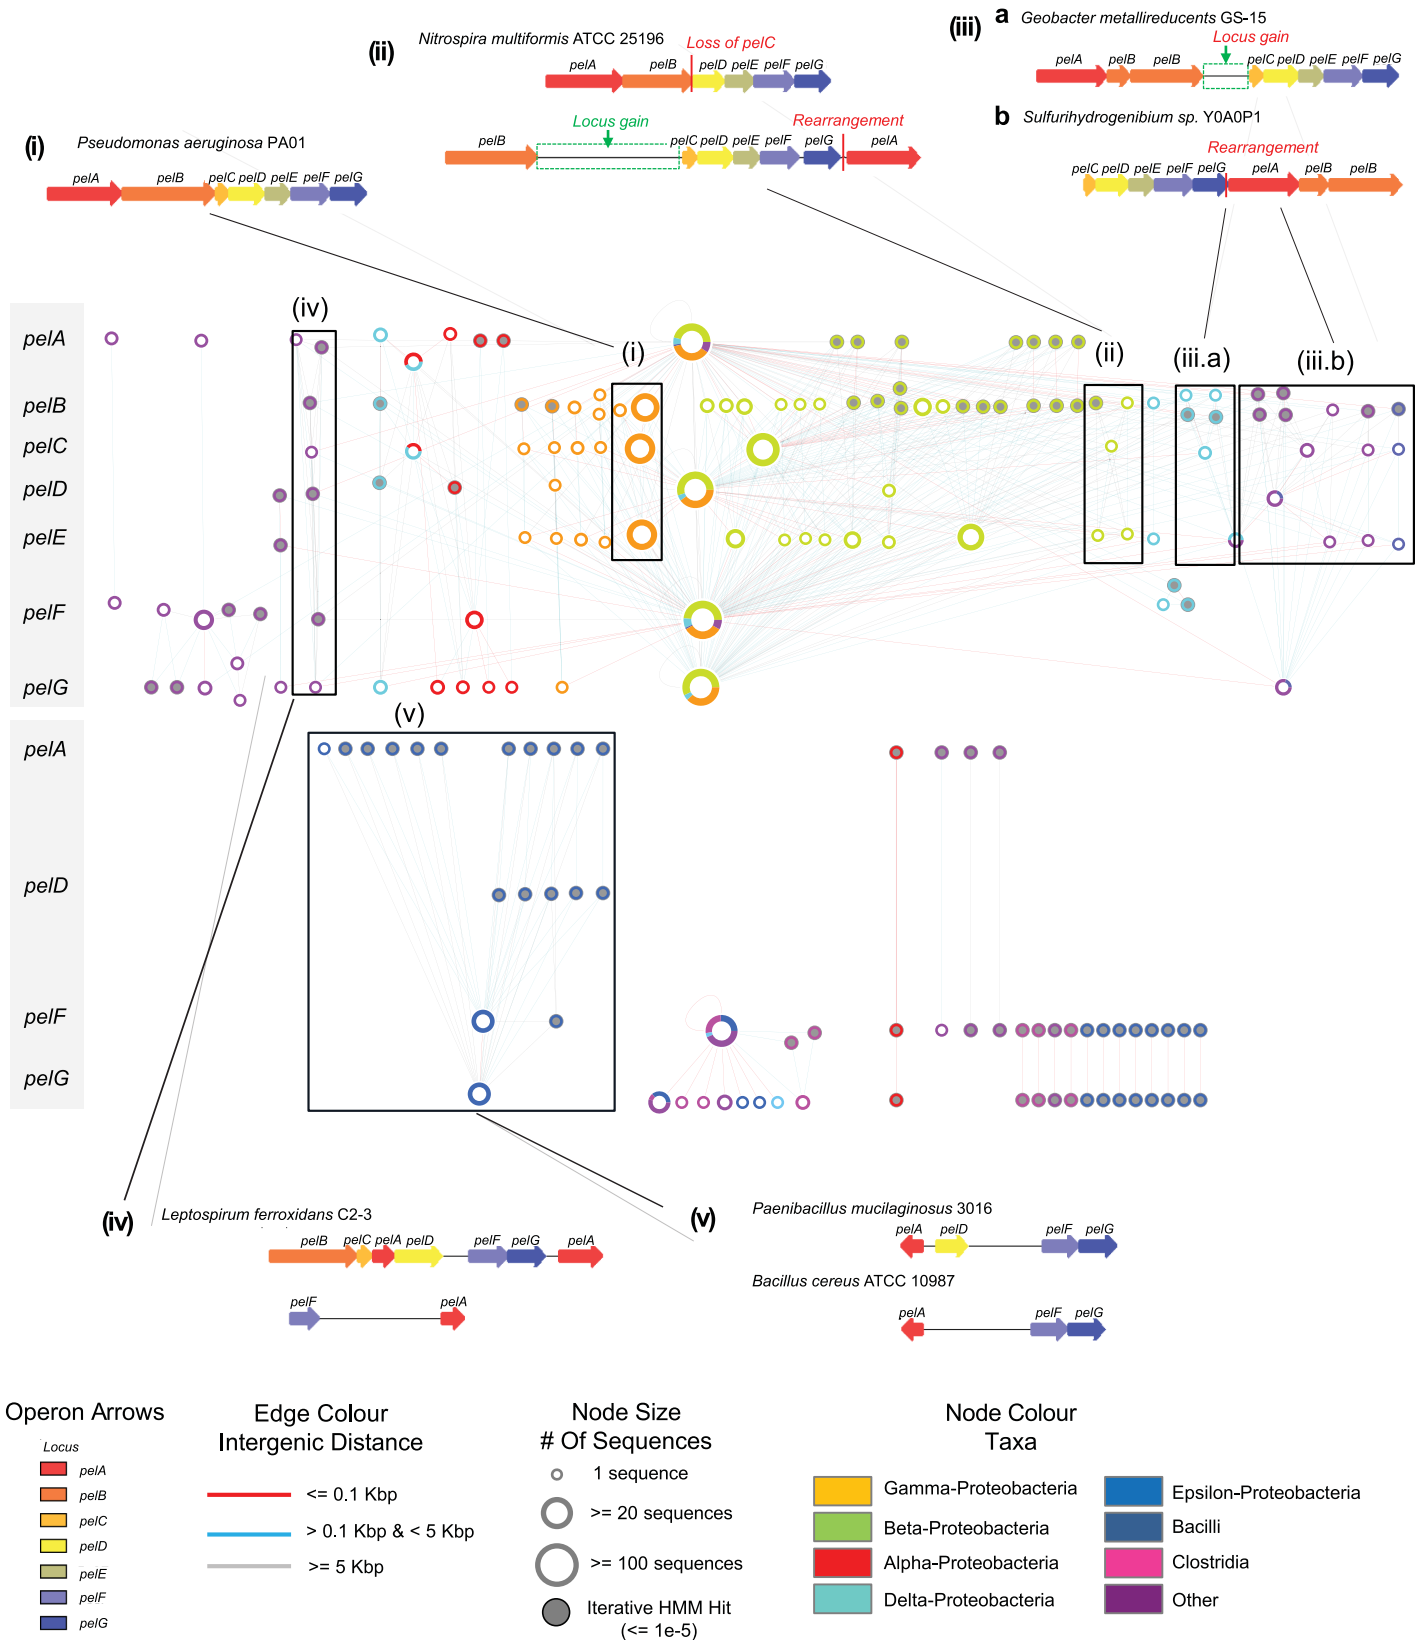 (i)
Pseudomonas aeruginosa PA01
pelA pelB pelC pelD pelE pelF pelG
(ii)
Nitrospira multiformis ATCC 25196
Loss of pelC
pelA pelB pelD pelE pelF pelG
Locus gain
Rearrangement
pelB pelC pelD pelE pelF pelG pelA
(iii)
a Geobacter metallireducents GS-15
Locus gain
pelA pelB pelB pelC pelD pelE pelF pelG
b Sulfurihydrogenibium sp. Y0A0P1
Rearrangement
pelC pelD pelE pelF pelG pelA pelB pelB
(iv)
(i)
(ii)
(iii.a)
(iii.b)
pelA
pelB
pelC
pelD
pelE
pelF
pelG
(v)
pelA
pelD
pelF
pelG
(iv)
Leptospirum ferroxidans C2-3
pelB pelC pelA pelD pelF pelG pelA
pelF pelA
(v)
Paenibacillus mucilaginosus 3016
pelA pelD pelF pelG
Bacillus cereus ATCC 10987
pelA pelF pelG
Operon Arrows
Locus
pelA
pelB
pelC
pelD
pelE
pelF
pelG
Edge Colour
Intergenic Distance
<= 0.1 Kbp
> 0.1 Kbp & < 5 Kbp
>= 5 Kbp
Node Size
# Of Sequences
1 sequence
>= 20 sequences
>= 100 sequences
Iterative HMM Hit
(<= 1e-5)
Node Colour
Taxa
Gamma-Proteobacteria
Beta-Proteobacteria
Alpha-Proteobacteria
Delta-Proteobacteria
Epsilon-Proteobacteria
Bacilli
Clostridia
Other